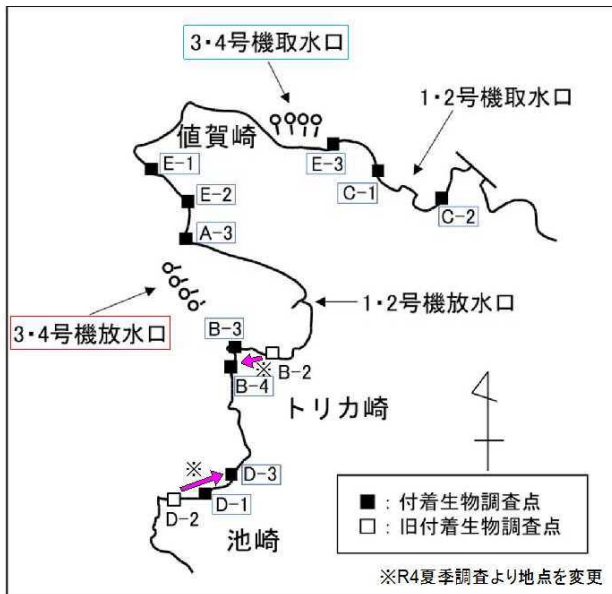 3・4号機取水口
1・2号機取水口
値賀崎
E-1
E-3
C-1
E-2
C-2
A-3
1・2号機放水口
3・4号機放水口
B-3
※
B-2
B-4
トリカ崎
※
D-3
D-2
D-1
池崎
■：付着生物調査点
□：旧付着生物調査点
※R4夏季調査より地点を変更